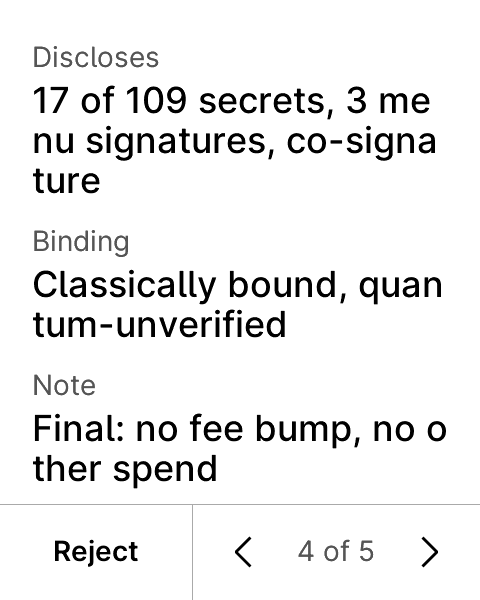 Discloses
17 of 109 secrets, 3 me
nu signatures, co-signa
ture
Binding
Classically bound, quan
tum-unverified
Note
Final: no fee bump, no o
ther spend
Reject
4 of 5